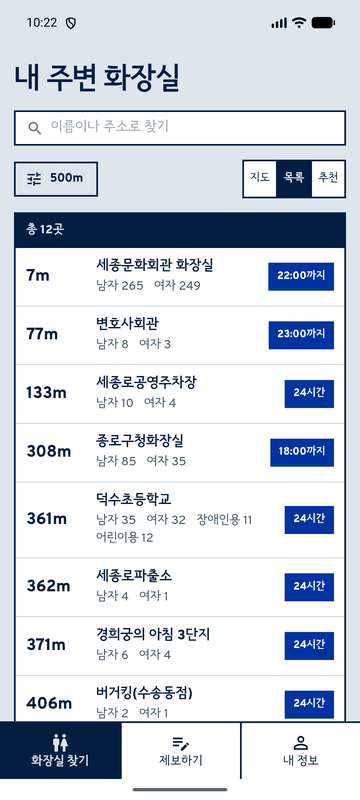 10:22
내 주변 화장실
이름이나 주소로 찾기
500m
지도 목록 추천
총 12곳
7m 세종문화회관 화장실 22:00까지
남자 265 여자 249
77m 변호사회관 23:00까지
남자 8 여자 3
133m 세종로공영주차장 24시간
남자 10 여자 4
308m 종로구청화장실 18:00까지
남자 85 여자 35
361m 덕수초등학교 24시간
남자 35 여자 32 장애인용 11
어린이용 12
362m 세종로파출소 24시간
남자 4 여자 1
371m 경희궁의 아침 3단지 24시간
남자 6 여자 4
406m 버거킹(수송동점) 24시간
남자 2 여자 1
화장실 찾기 제보하기 내 정보